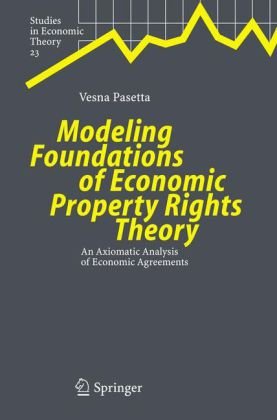 Studies
in Economic
Theory
23
Vesna Pasetta
Modeling
Foundations
of Economic
Property Rights
Theory
An Axiomatic Analysis
of Economic Agreements
Springer